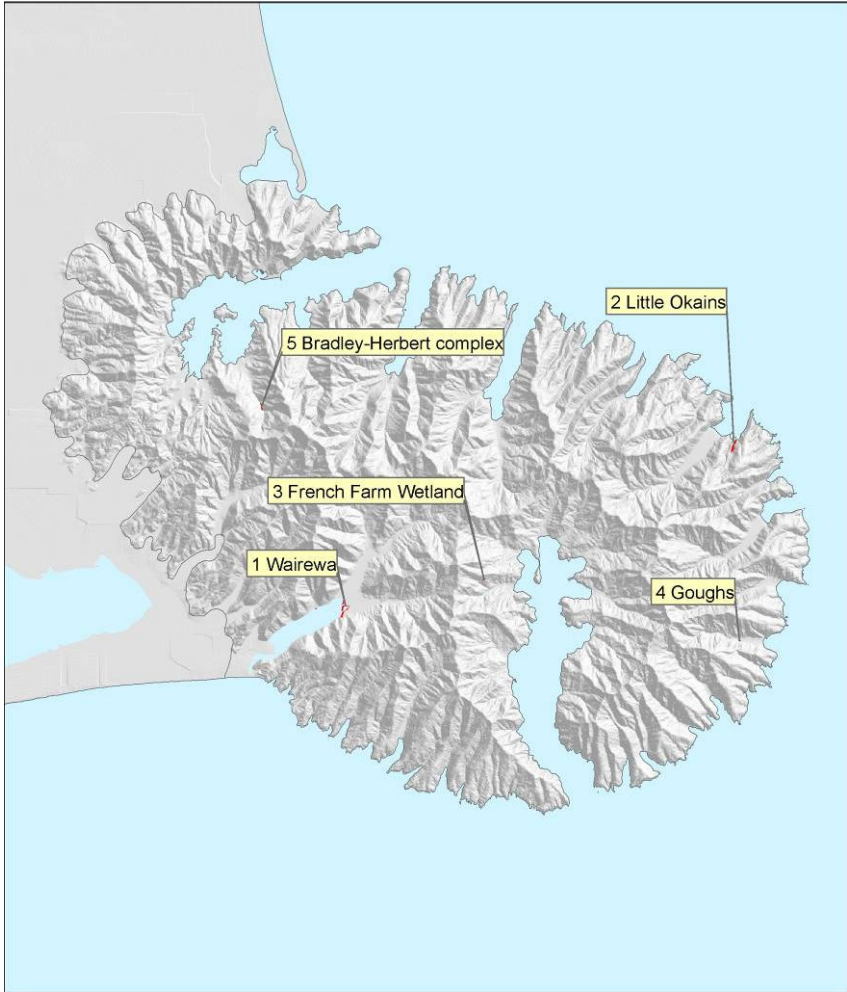 2 Little Okains
5 Bradley-Herbert complex
3 French Farm Wetland
1 Wairewa
4 Goughs